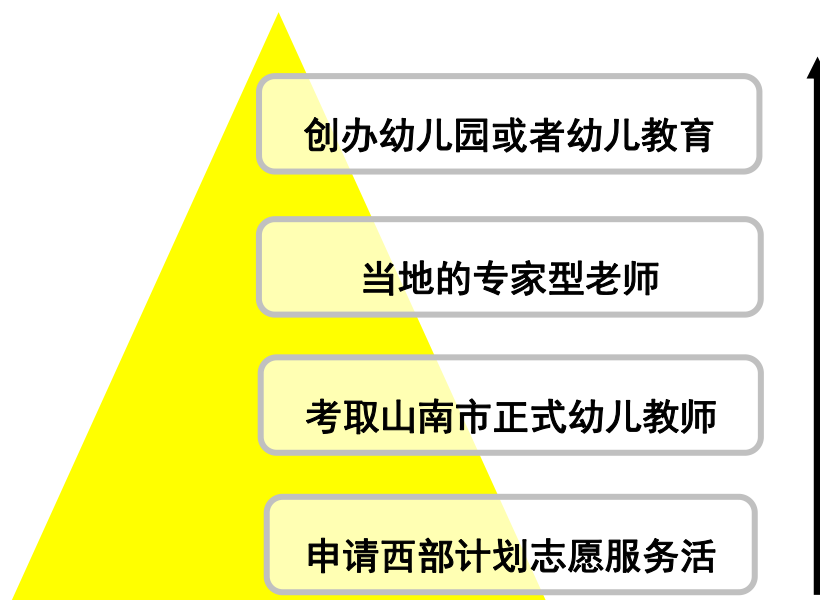 创办幼儿园或者幼儿教育
当地的专家型老师
考取山南市正式幼儿教师
申请西部计划志愿服务活